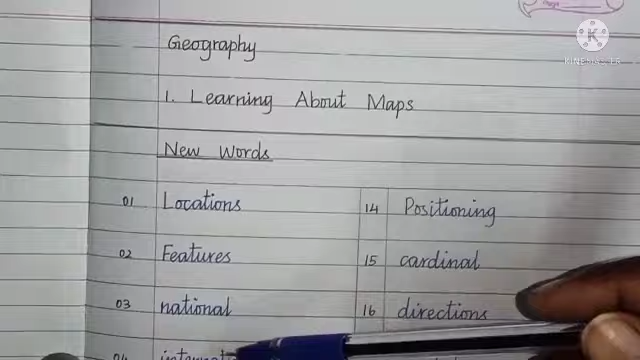 Geography
1. Learning About Maps
New Words
01 Locations 14 Positioning
02 Features 15 cardinal
03 national 16 directions
04